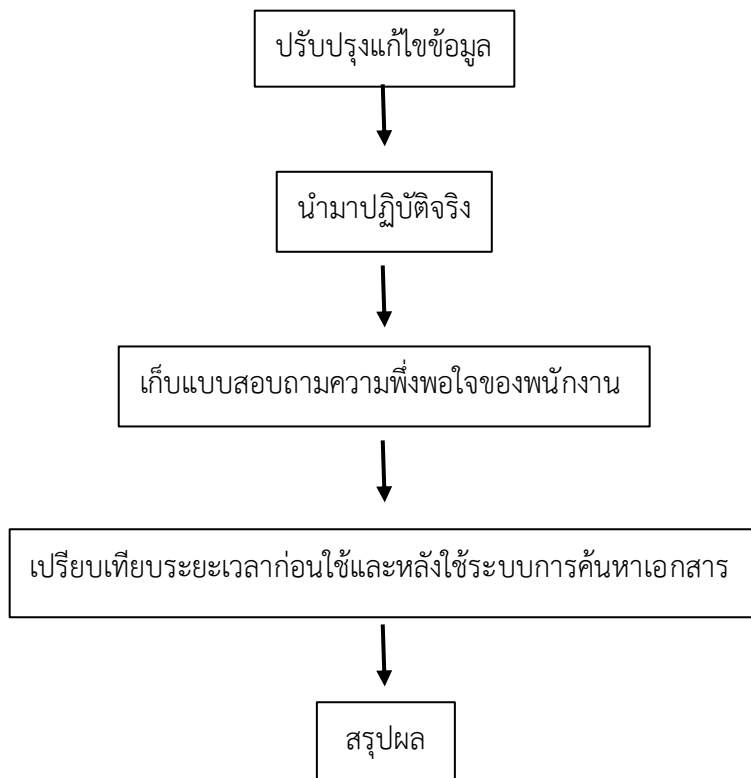 ปรับปรุงแก้ไขข้อมูล
นำมาปฏิบัติจริง
เก็บแบบสอบถามความพึ่งพอใจของพนักงาน
เปรียบเทียบระยะเวลาก่อนใช้และหลังใช้ระบบการค้นหาเอกสาร
สรุปผล